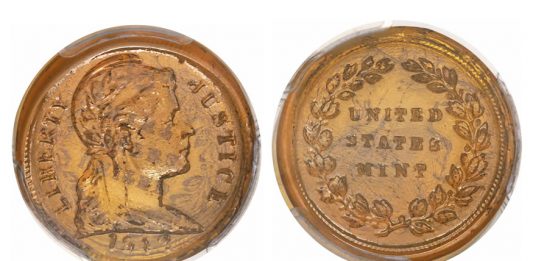 LIBERTY
JUSTICE
UNITED
STATES
MINT